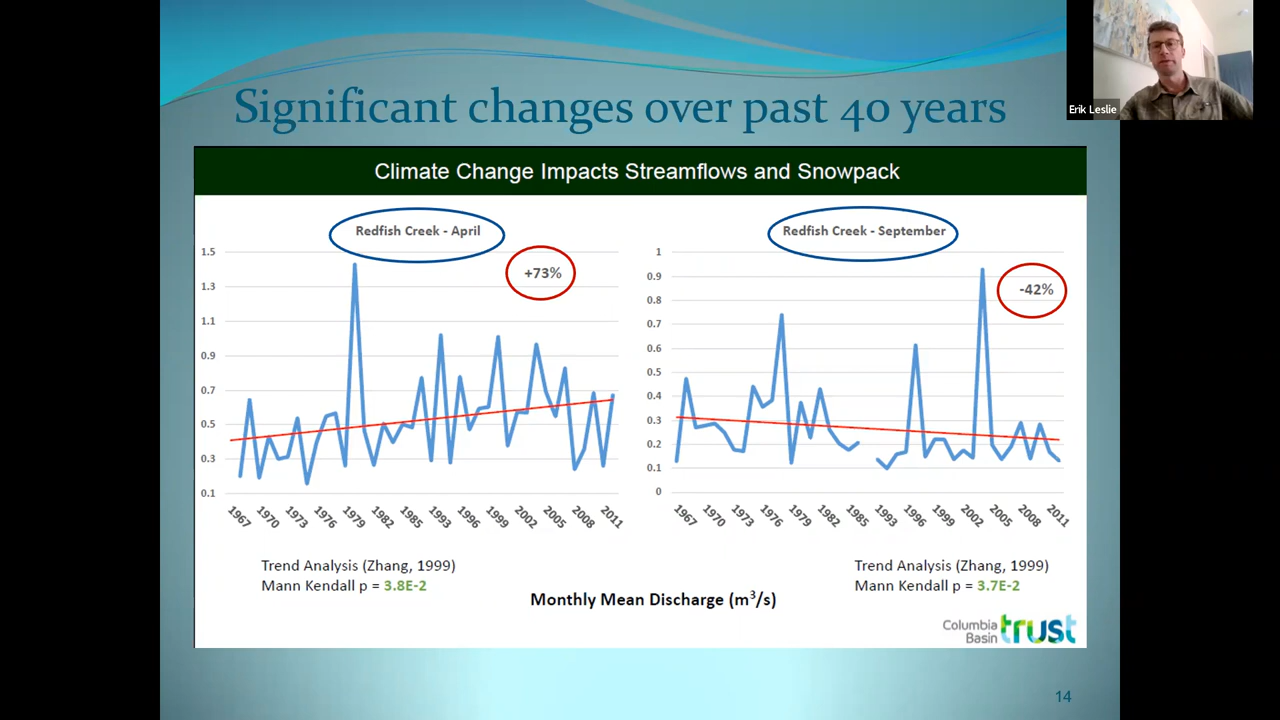 Significant changes over past 40 years
Erik Leslie
Climate Change Impacts Streamflows and Snowpack
Redfish Creek - April
+73%
1.5
1.3
1.1
0.9
0.7
0.5
0.3
0.1
1967 1970 1973 1976 1979 1982 1985 1993 1996 1999 2002 2005 2008 2011
Trend Analysis (Zhang, 1999)
Mann Kendall p = 3.8E-2
Redfish Creek - September
-42%
1
0.9
0.8
0.7
0.6
0.5
0.4
0.3
0.2
0.1
0
1967 1970 1973 1976 1979 1982 1985 1993 1996 1999 2002 2005 2008 2011
Trend Analysis (Zhang, 1999)
Mann Kendall p = 3.7E-2
Monthly Mean Discharge (m³/s)
Columbia
Basin trust
14